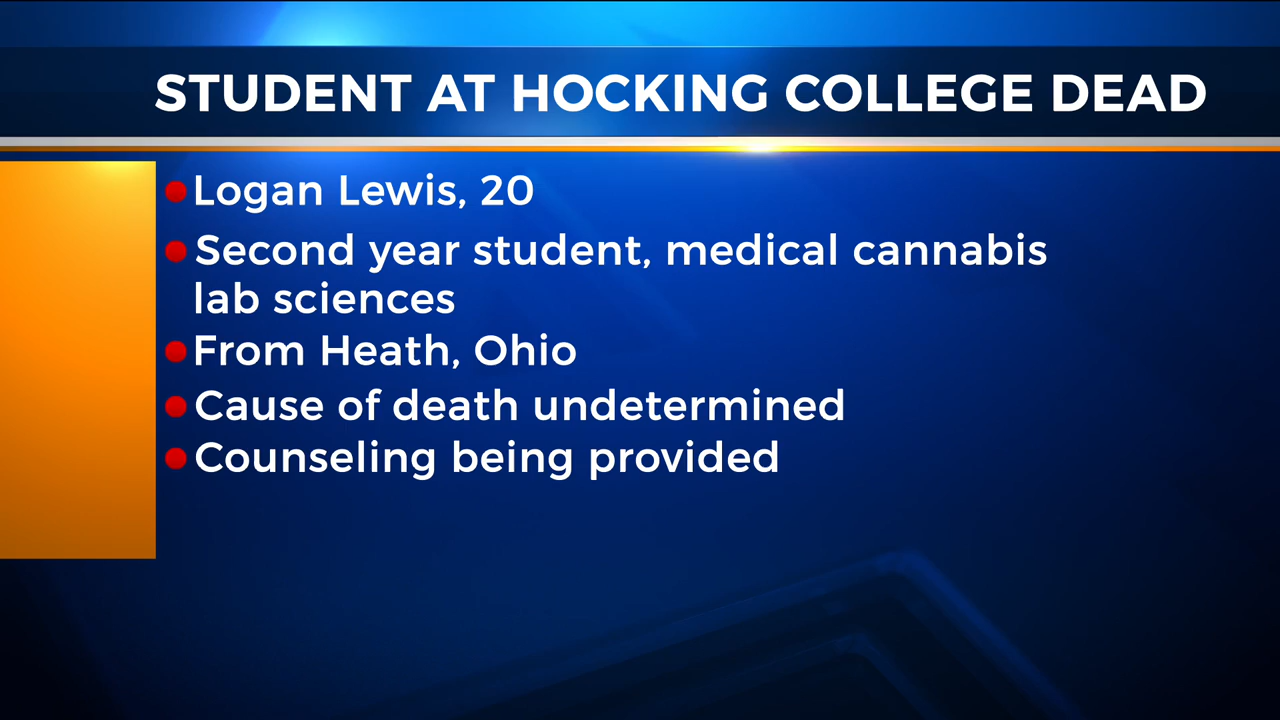 STUDENT AT HOCKING COLLEGE DEAD
Logan Lewis, 20
Second year student, medical cannabis
lab sciences
From Heath, Ohio
Cause of death undetermined
Counseling being provided